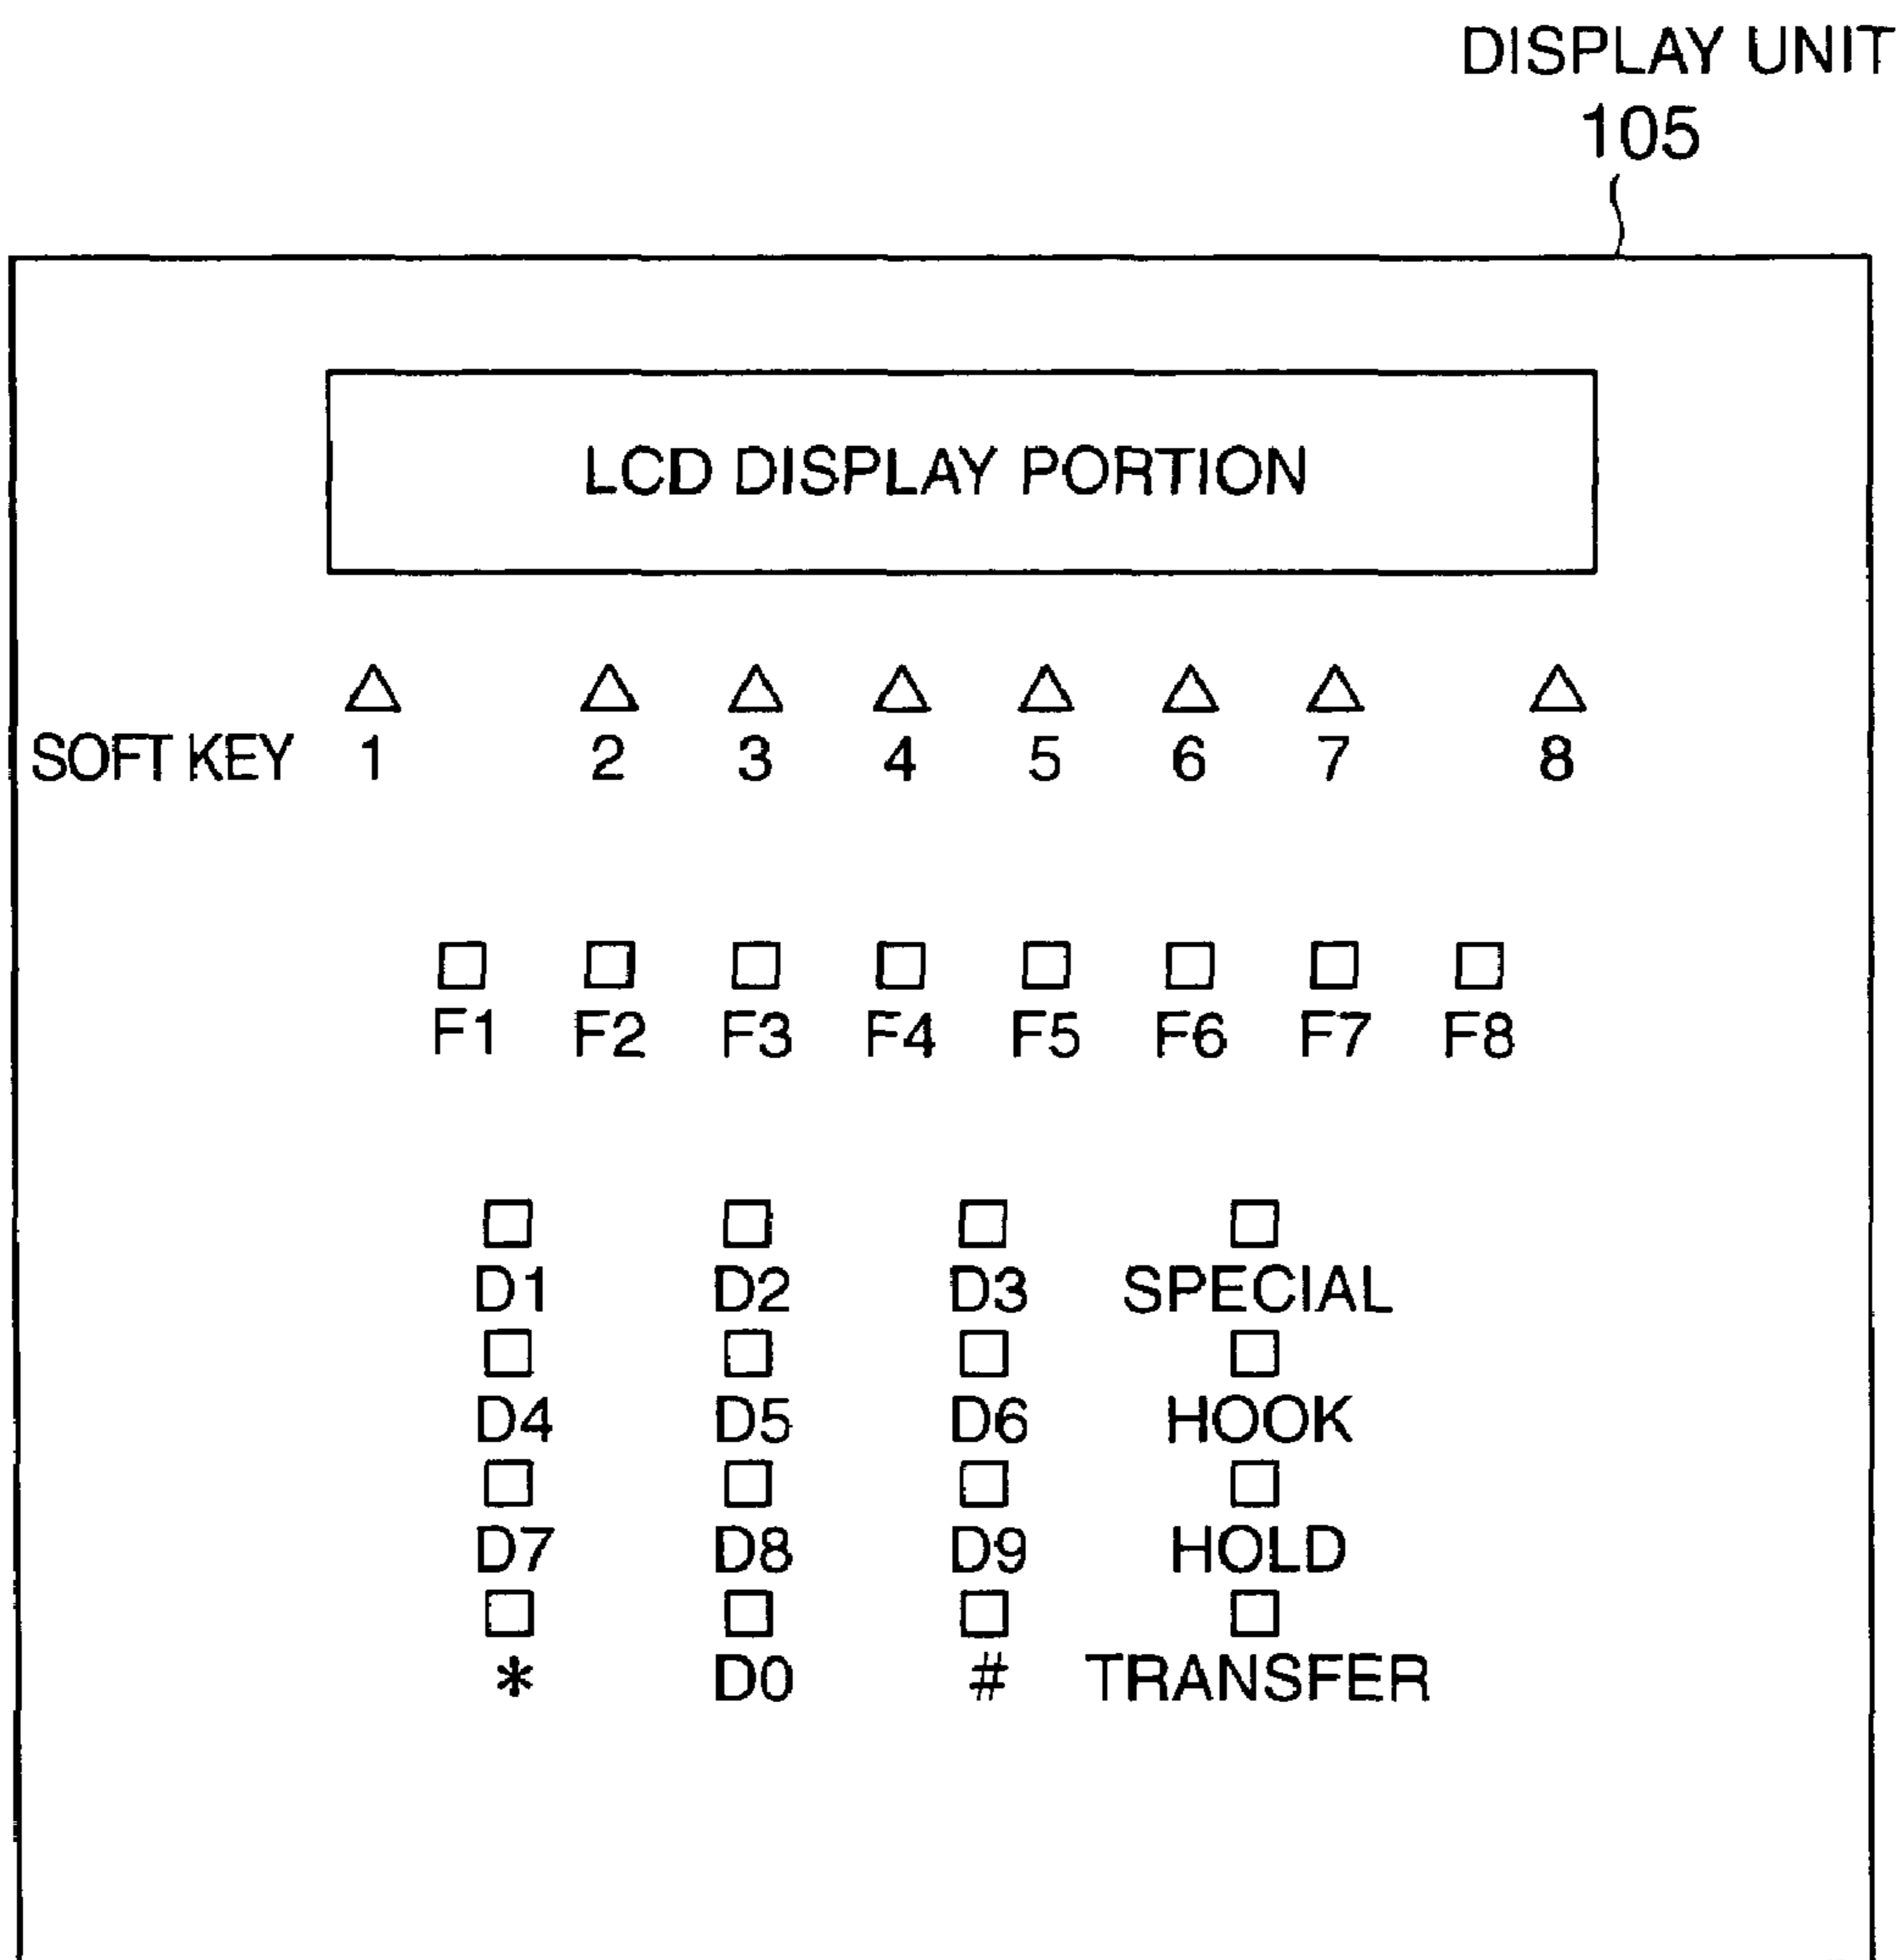 DISPLAY UNIT
105
LCD DISPLAY PORTION
SOFT KEY 1 2 3 4 5 6 7 8
F1 F2 F3 F4 F5 F6 F7 F8
D1 D2 D3 SPECIAL
D4 D5 D6 HOOK
D7 D8 D9 HOLD
* D0 # TRANSFER